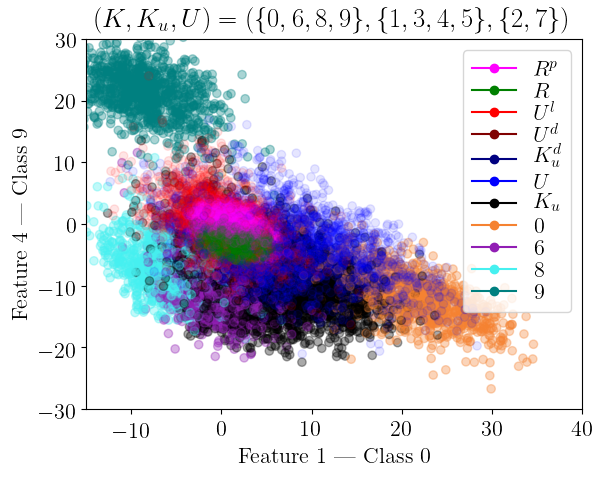 (K, K_u, U) = ({0, 6, 8, 9}, {1, 3, 4, 5}, {2, 7})
30
20
10
0
−10
−20
−30
Feature 4 — Class 9
R^p
R
U^l
U^d
K_u^d
U
K_u
0
6
8
9
−10
0
10
20
30
40
Feature 1 — Class 0